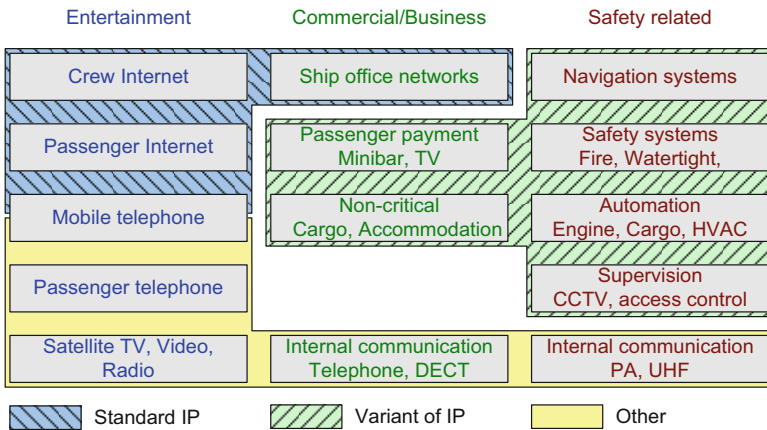 Entertainment
Commercial/Business
Safety related
Crew Internet
Ship office networks
Navigation systems
Passenger Internet
Passenger payment
Minibar, TV
Safety systems
Fire, Watertight,
Mobile telephone
Non-critical
Cargo, Accommodation
Automation
Engine, Cargo, HVAC
Passenger telephone
Supervision
CCTV, access control
Satellite TV, Video,
Radio
Internal communication
Telephone, DECT
Internal communication
PA, UHF
Standard IP
Variant of IP
Other